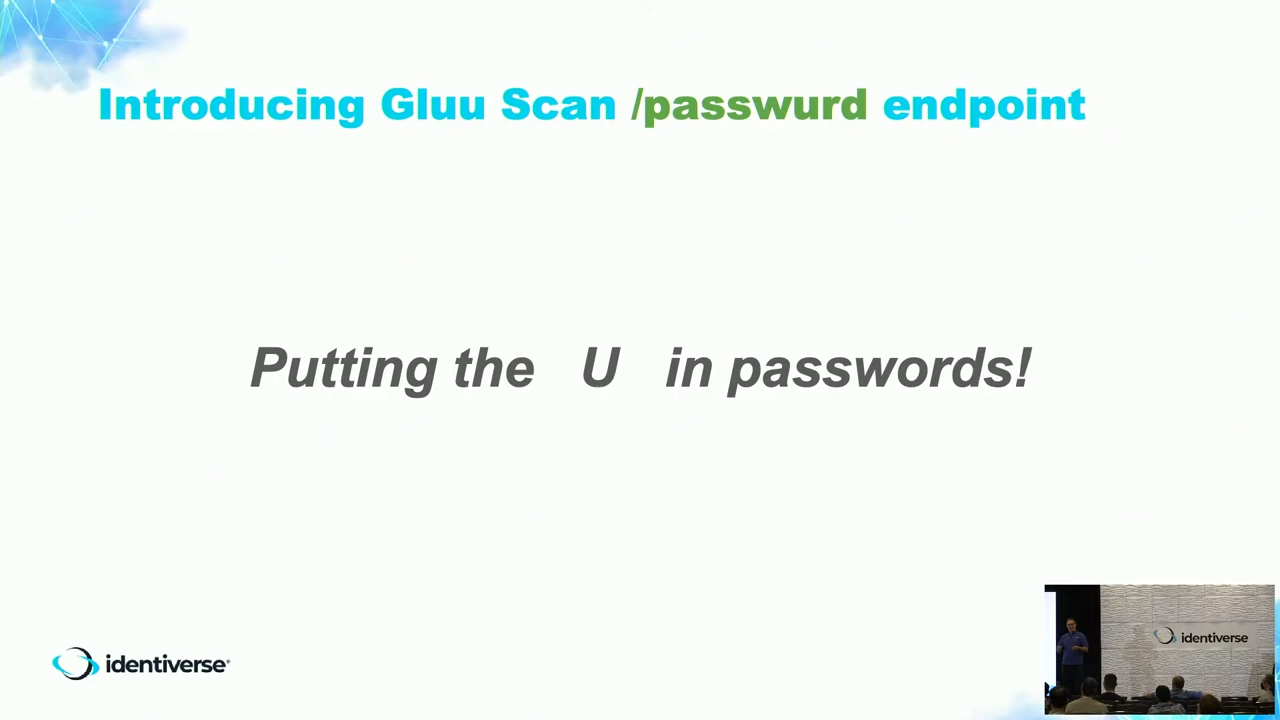 Introducing Gluu Scan /passwurd endpoint
Putting the U in passwords!
identiverse
identiverse®